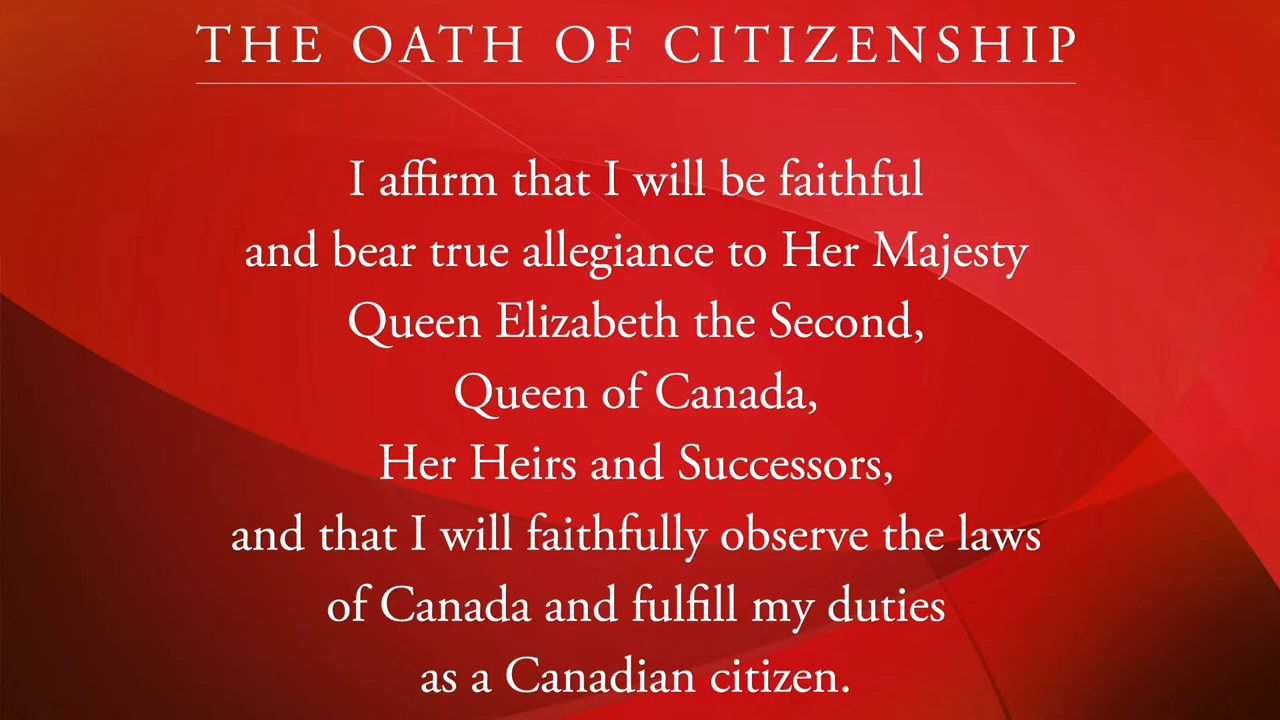 THE OATH OF CITIZENSHIP
I affirm that I will be faithful
and bear true allegiance to Her Majesty
Queen Elizabeth the Second,
Queen of Canada,
Her Heirs and Successors,
and that I will faithfully observe the laws
of Canada and fulfill my duties
as a Canadian citizen.